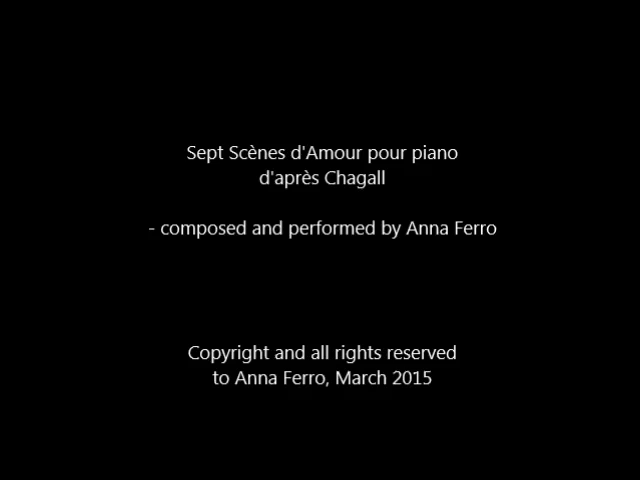 Sept Scènes d'Amour pour piano
d'après Chagall
- composed and performed by Anna Ferro
Copyright and all rights reserved
to Anna Ferro, March 2015